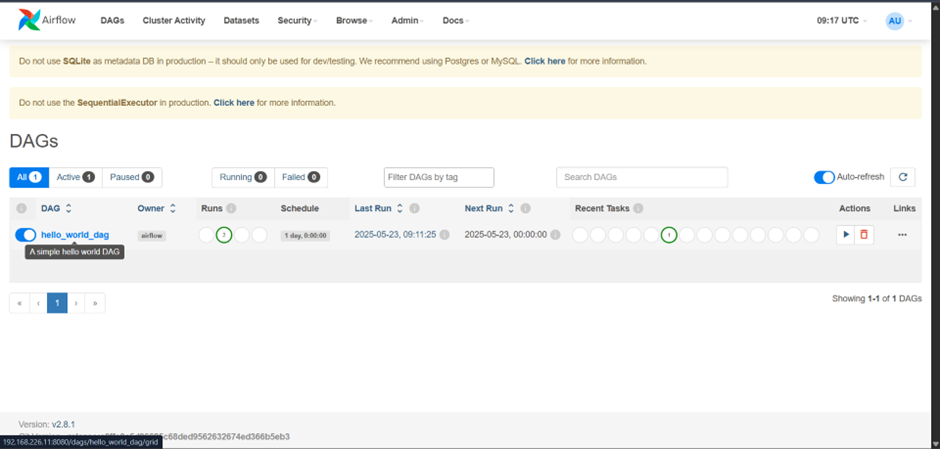 Airflow DAGs Cluster Activity Datasets Security Browse Admin Docs 09:17 UTC AU
Do not use SQLite as metadata DB in production – it should only be used for dev/testing. We recommend using Postgres or MySQL. Click here for more information.
Do not use the SequentialExecutor in production. Click here for more information.
DAGs
All 1 Active 1 Paused 0 Running 0 Failed 0 Filter DAGs by tag Search DAGs Auto-refresh
DAG Owner Runs Schedule Last Run Next Run Recent Tasks Actions Links
hello_world_dag airflow 1 day, 0:00:00 2025-05-23, 09:11:25 2025-05-23, 00:00:00 1
A simple hello world DAG
« ‹ 1 › » Showing 1-1 of 1 DAGs
Version: v2.8.1
192.168.226.11:8080/dags/hello_world_dag/grid